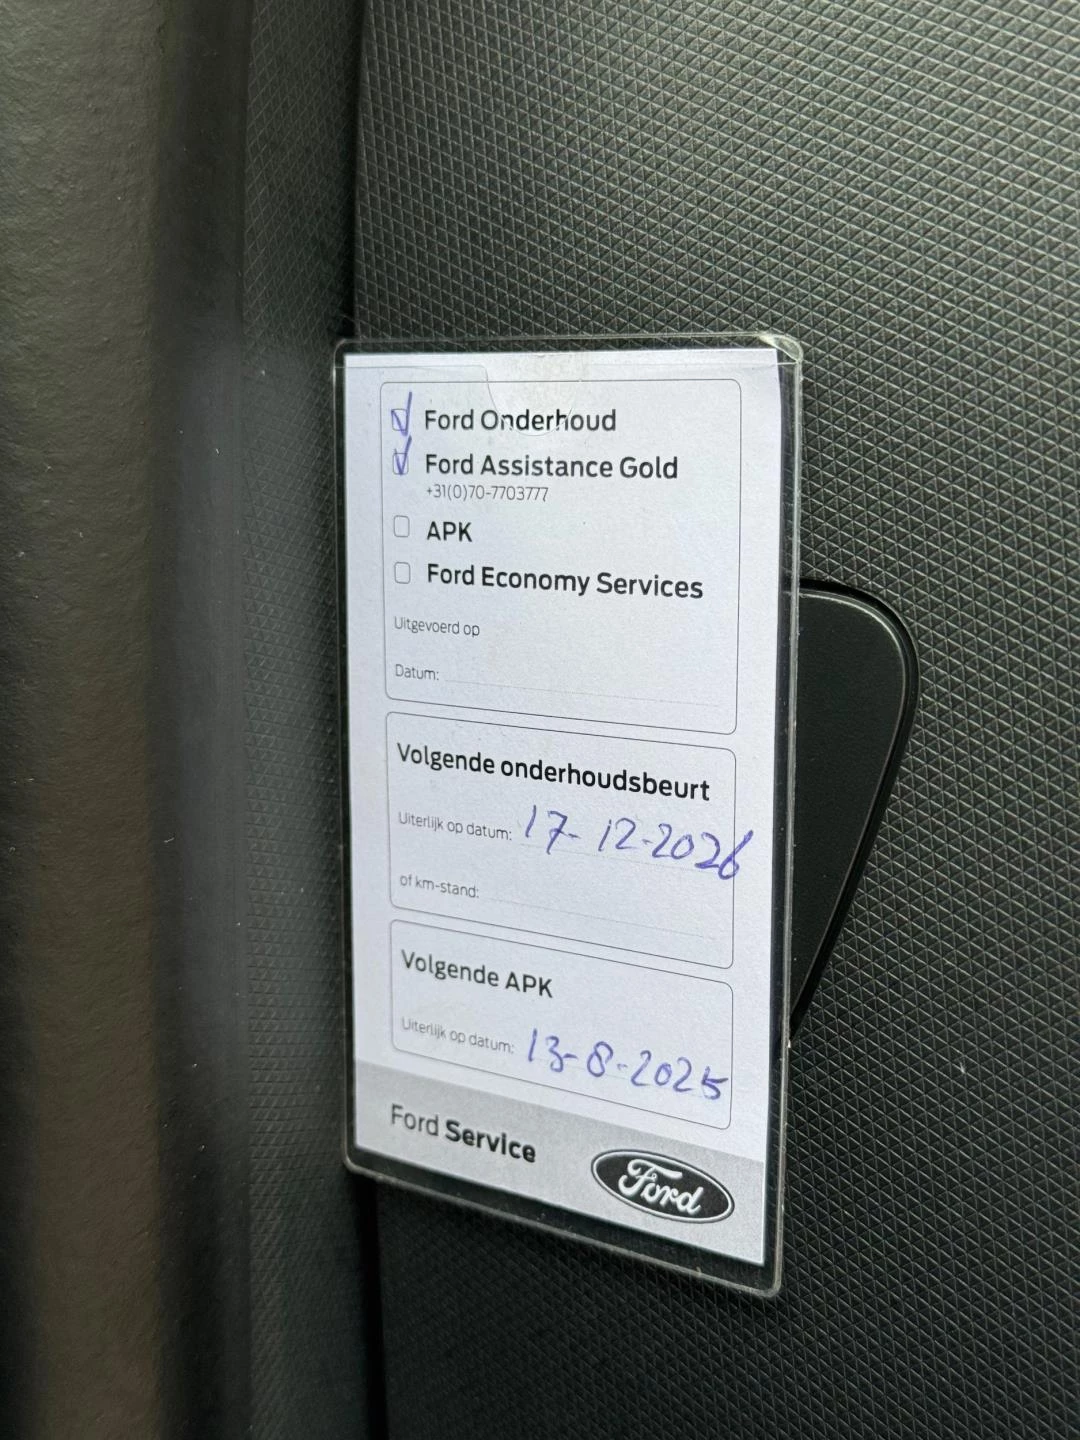 Ford Onderhoud
Ford Assistance Gold
+31(0)70-7703777
APK
Ford Economy Services
Uitgevoerd op
Datum:
Volgende onderhoudsbeurt
Uiterlijk op datum: 17-12-2026
of km-stand:
Volgende APK
Uiterlijk op datum: 13-8-2025
Ford Service
Ford